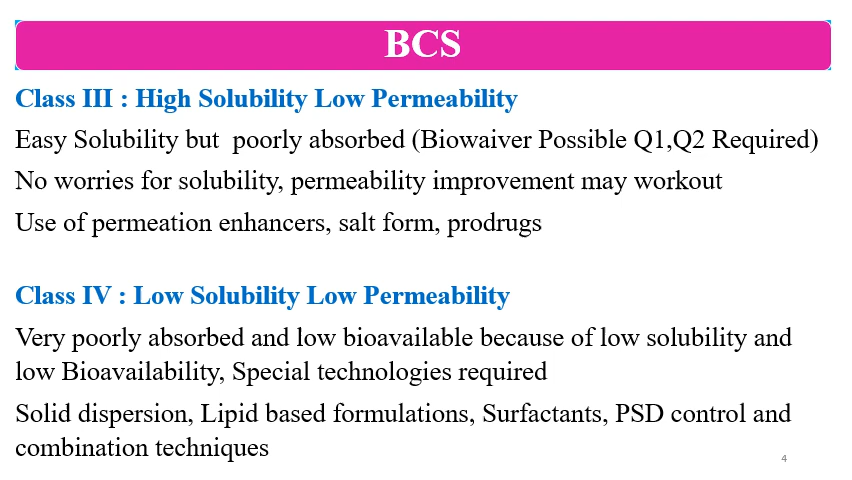 BCS
Class III : High Solubility Low Permeability
Easy Solubility but  poorly absorbed (Biowaiver Possible Q1,Q2 Required)
No worries for solubility, permeability improvement may workout
Use of permeation enhancers, salt form, prodrugs
Class IV : Low Solubility Low Permeability
Very poorly absorbed and low bioavailable because of low solubility and
low Bioavailability, Special technologies required
Solid dispersion, Lipid based formulations, Surfactants, PSD control and
combination techniques
4